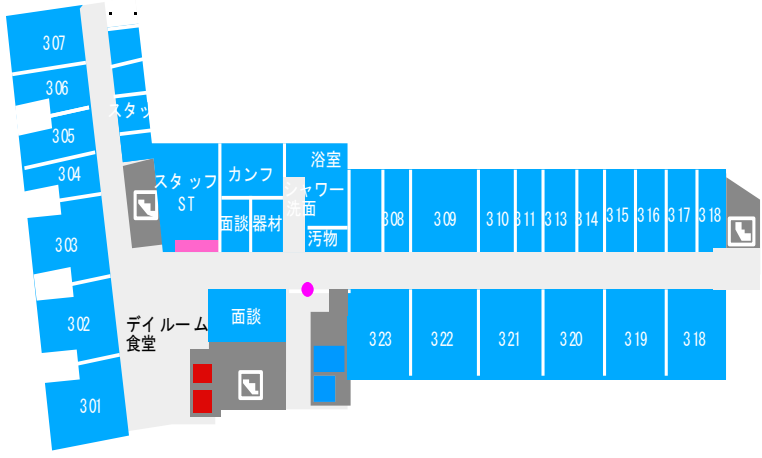 307
306
305
304
303
302
301
スタッ
スタッフ
ST
カンフ
面談
器材
浴室
シャワー
洗面
汚物
308
309
310
311
313
314
315
316
317
318
デイルーム
食堂
面談
323
322
321
320
319
318